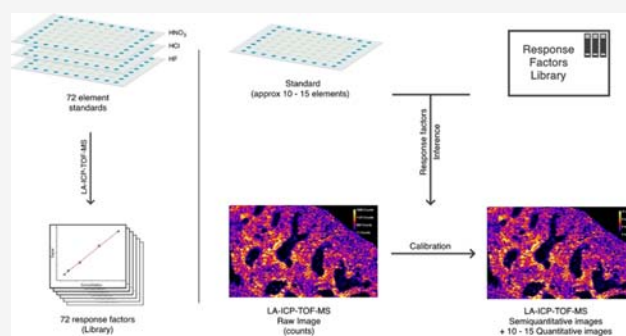 HNO3
HCl
HF
72 element
standards
LA-ICP-TOF-MS
72 response factors
(Library)
Standard
(approx 10 - 15 elements)
Response
Factors
Library
Response factors
Inference
Calibration
LA-ICP-TOF-MS
Raw Image
(counts)
LA-ICP-TOF-MS
Semiquantitative images
+ 10 - 15 Quantitative images